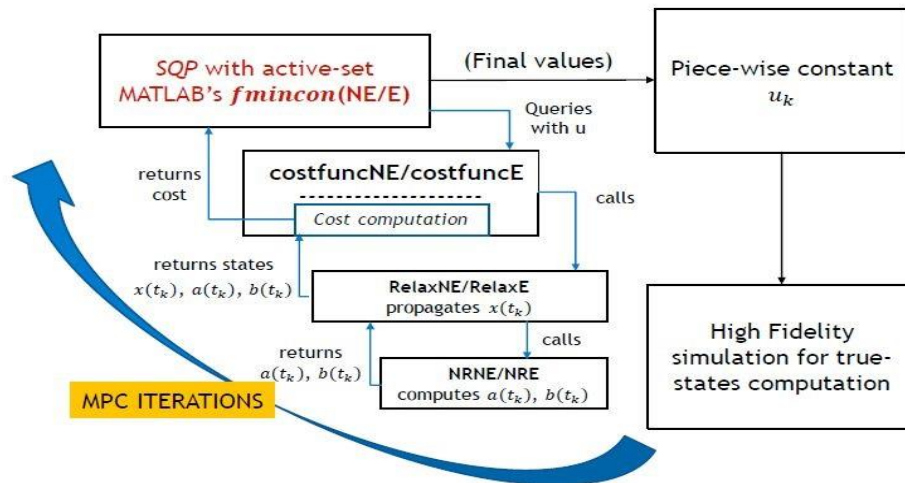 SQP with active-set
MATLAB's fmincon(NE/E)
(Final values)
Piece-wise constant
u_k
Queries
with u
returns
cost
costfuncNE/costfuncE
Cost computation
calls
returns states
x(t_k), a(t_k), b(t_k)
RelaxNE/RelaxE
propagates x(t_k)
calls
returns
a(t_k), b(t_k)
NRNE/NRE
computes a(t_k), b(t_k)
High Fidelity
simulation for true-
states computation
MPC ITERATIONS